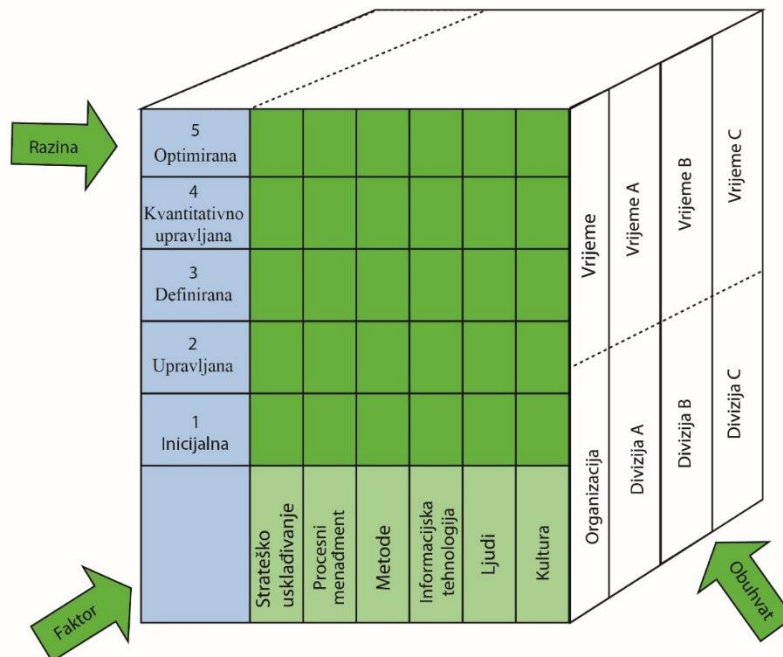 Razina
5
Optimirana
4
Kvantitativno
upravljana
3
Definirana
2
Upravljana
1
Inicijalna
Faktor
Strateško
usklađivanje
Procesni
menadment
Metode
Informacijska
tehnologija
Ljudi
Kultura
Vrijeme
Vrijeme A
Vrijeme B
Vrijeme C
Organizacija
Divizija A
Divizija B
Divizija C
Obuhvat